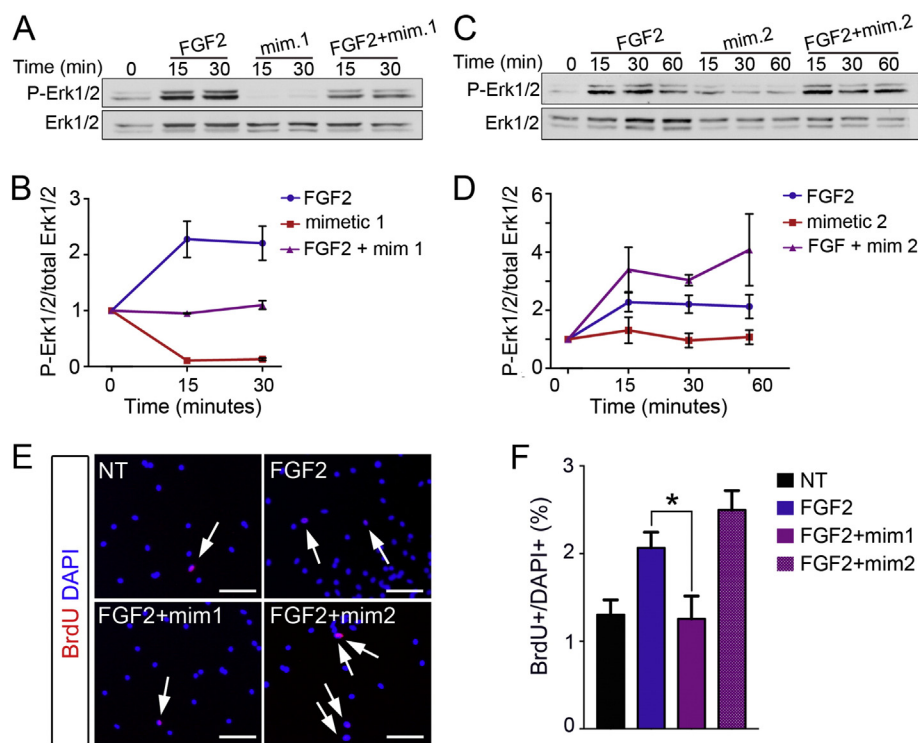 A
FGF2 mim.1 FGF2+mim.1
Time (min) 0 15 30 15 30 15 30
P-Erk1/2
Erk1/2
C
FGF2 mim.2 FGF2+mim.2
Time (min) 0 15 30 60 15 30 60 15 30 60
P-Erk1/2
Erk1/2
B
P-Erk1/2/total Erk1/2
3
2
1
0
0 15 30
Time (minutes)
FGF2
mimetic 1
FGF2 + mim 1
D
P-Erk1/2/total Erk1/2
6
4
2
0
0 15 30 60
Time (minutes)
FGF2
mimetic 2
FGF + mim 2
E
BrdU DAPI
NT
FGF2
FGF2+mim1
FGF2+mim2
F
BrdU+/DAPI+ (%)
3
2
1
0
*
NT
FGF2
FGF2+mim1
FGF2+mim2